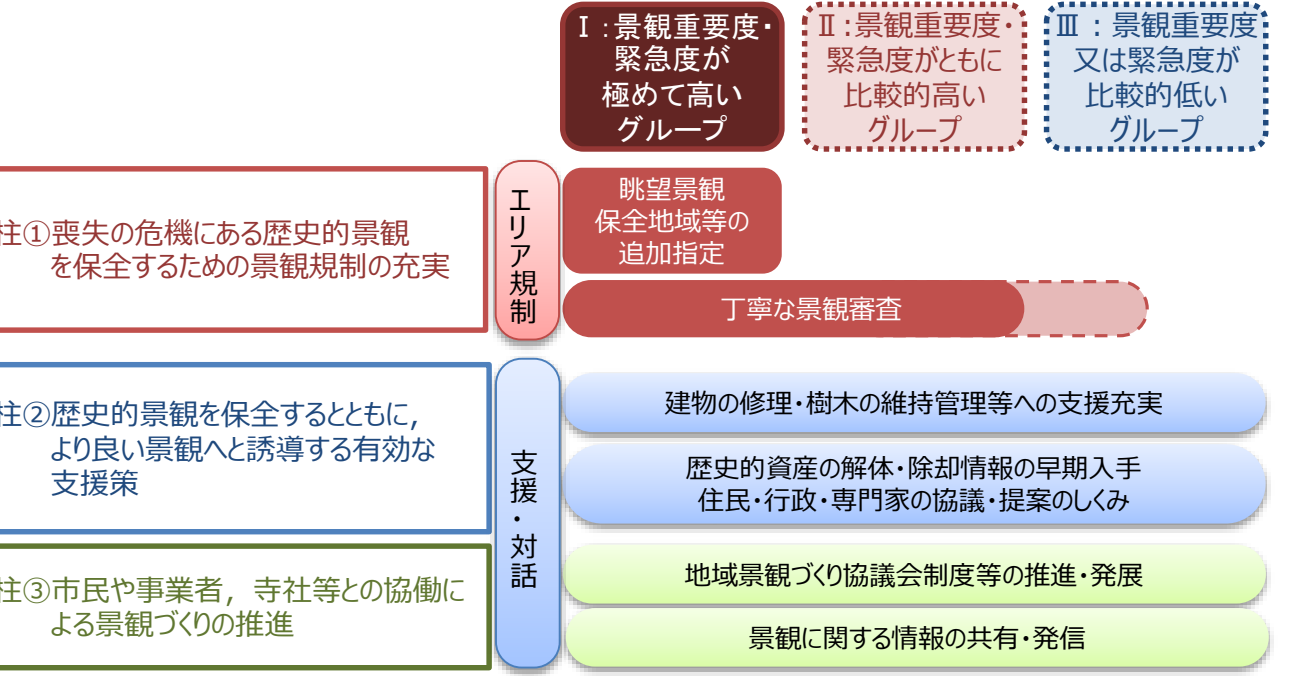 Ⅰ：景観重要度・
緊急度が
極めて高い
グループ
Ⅱ：景観重要度・
緊急度がともに
比較的高い
グループ
Ⅲ：景観重要度
又は緊急度が
比較的低い
グループ
柱①喪失の危機にある歴史的景観
を保全するための景観規制の充実
エリア規制
眺望景観
保全地域等の
追加指定
丁寧な景観審査
柱②歴史的景観を保全するとともに，
より良い景観へと誘導する有効な
支援策
支援・対話
建物の修理・樹木の維持管理等への支援充実
歴史的資産の解体・除却情報の早期入手
住民・行政・専門家の協議・提案のしくみ
柱③市民や事業者，寺社等との協働に
よる景観づくりの推進
地域景観づくり協議会制度等の推進・発展
景観に関する情報の共有・発信